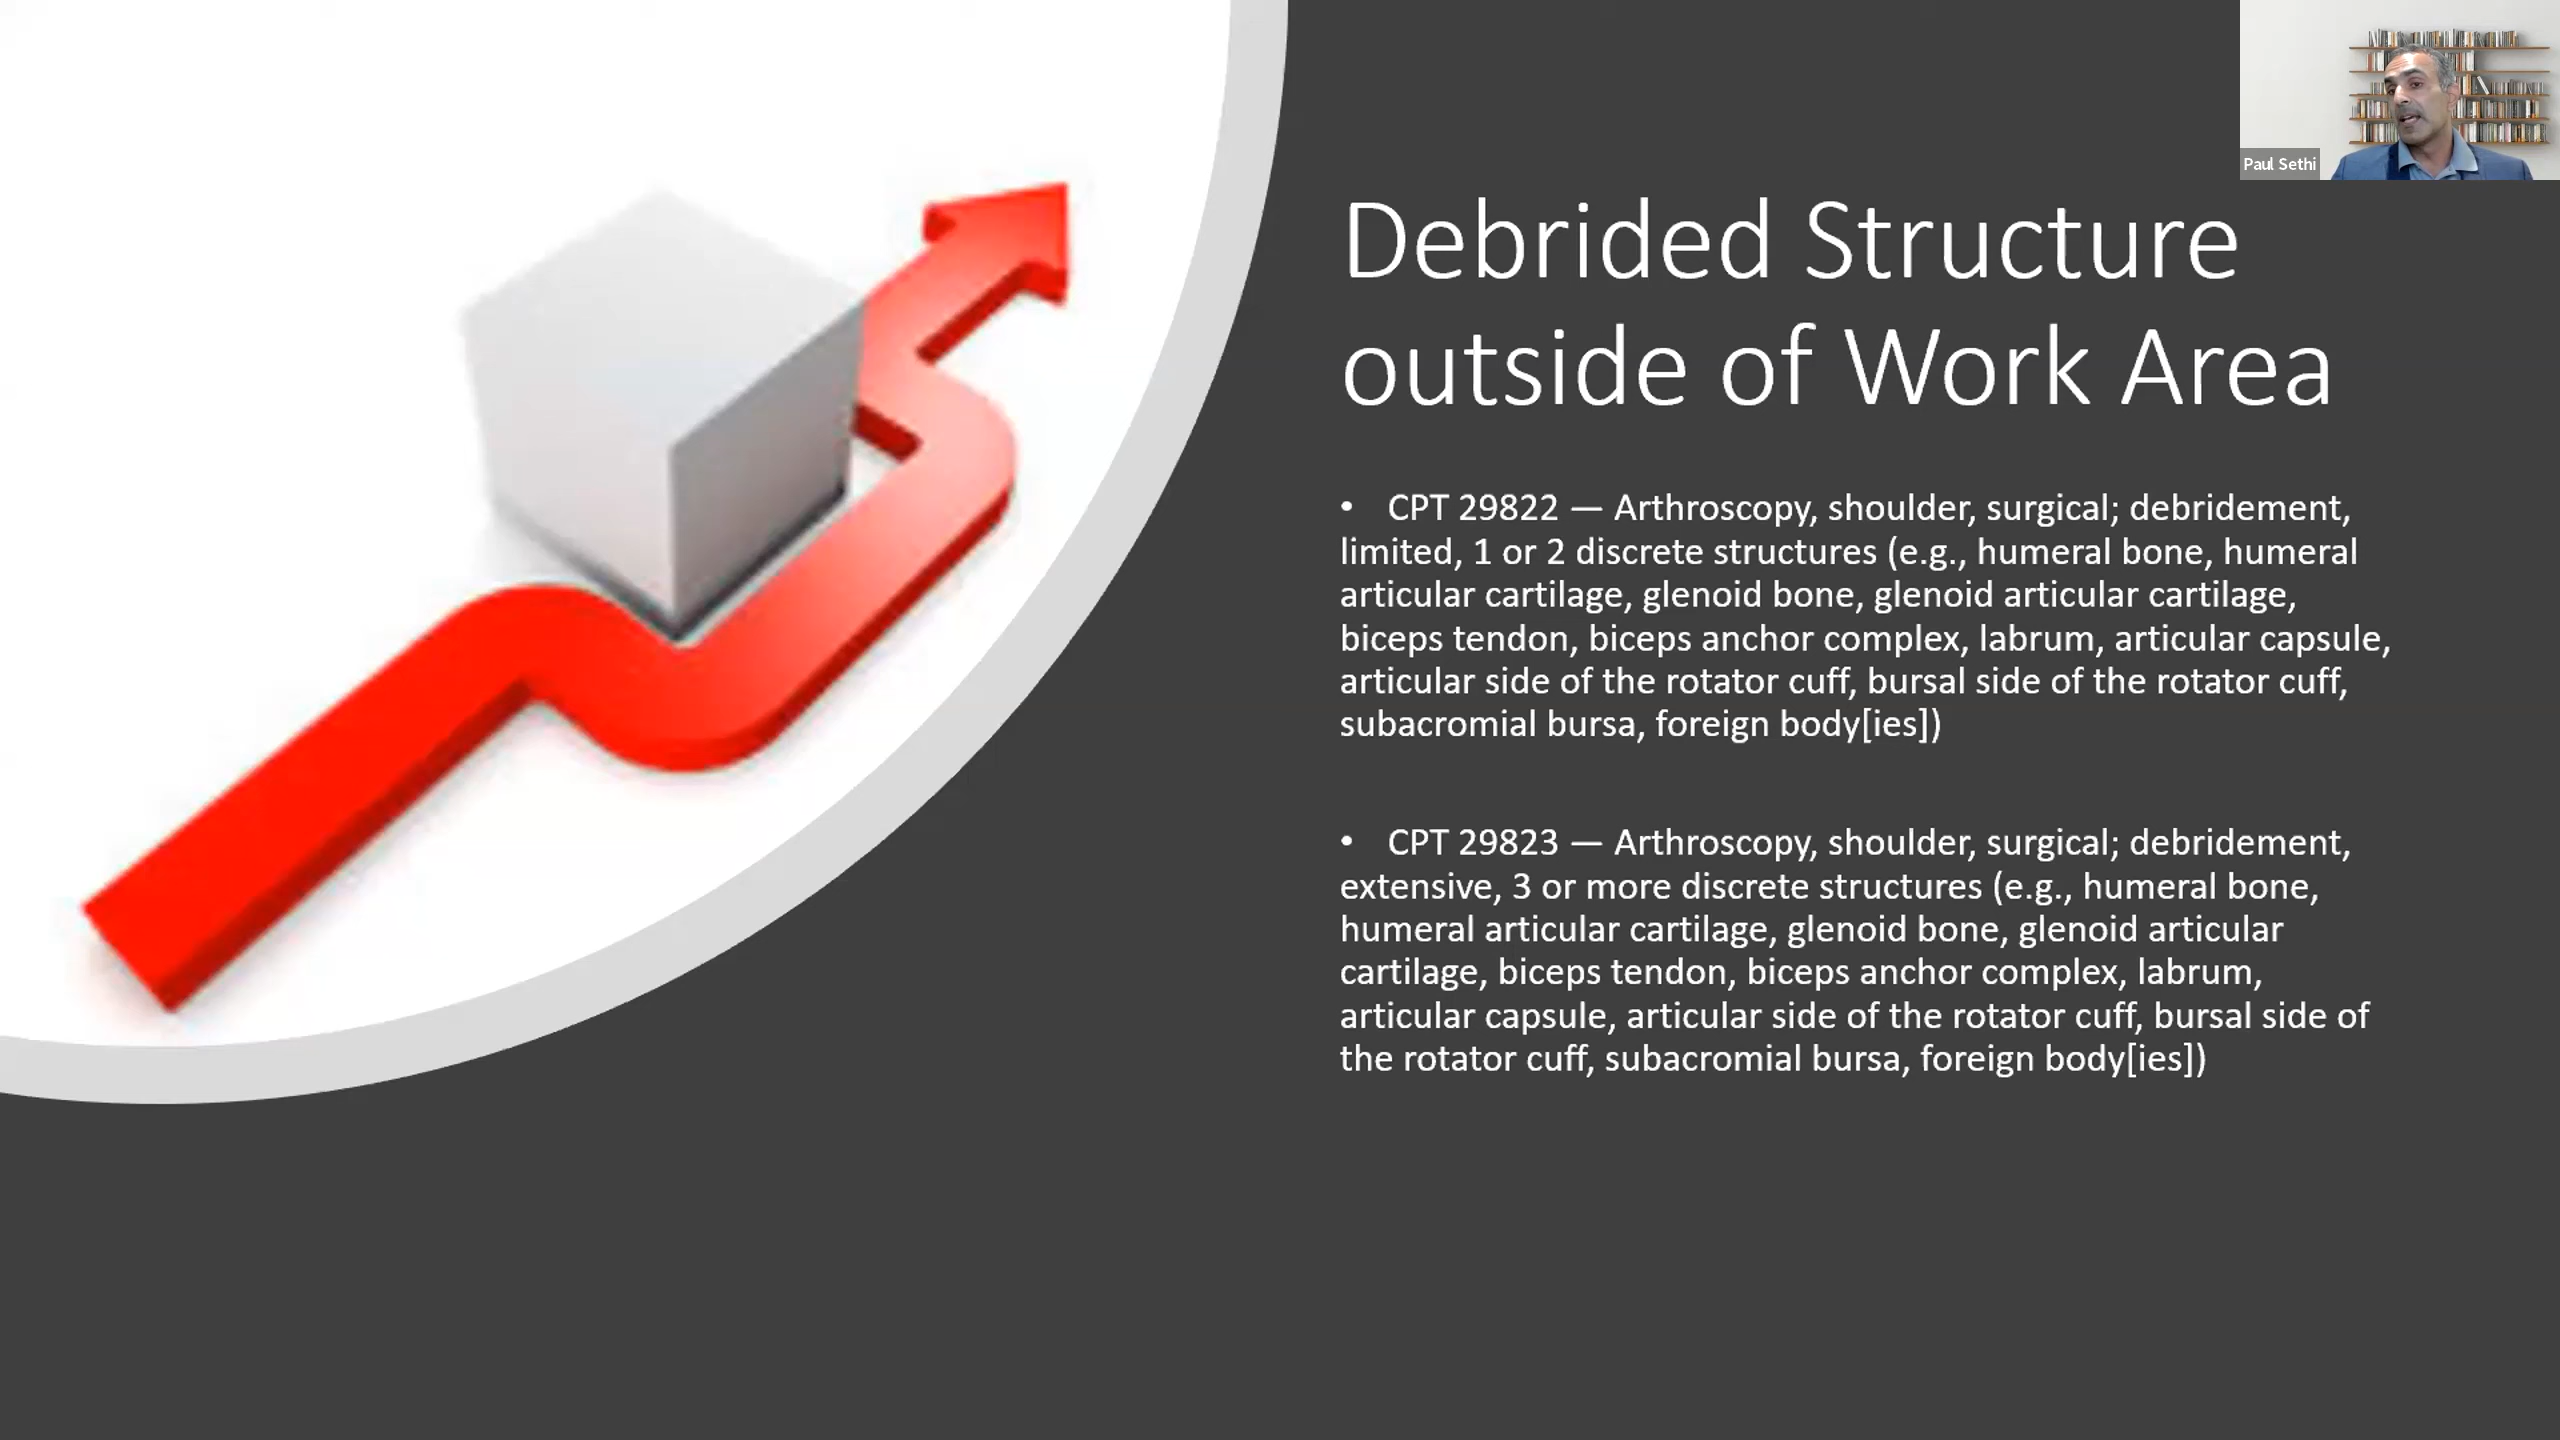 Paul Sethi
Debrided Structure
outside of Work Area
• CPT 29822 — Arthroscopy, shoulder, surgical; debridement,
limited, 1 or 2 discrete structures (e.g., humeral bone, humeral
articular cartilage, glenoid bone, glenoid articular cartilage,
biceps tendon, biceps anchor complex, labrum, articular capsule,
articular side of the rotator cuff, bursal side of the rotator cuff,
subacromial bursa, foreign body[ies])
• CPT 29823 — Arthroscopy, shoulder, surgical; debridement,
extensive, 3 or more discrete structures (e.g., humeral bone,
humeral articular cartilage, glenoid bone, glenoid articular
cartilage, biceps tendon, biceps anchor complex, labrum,
articular capsule, articular side of the rotator cuff, bursal side of
the rotator cuff, subacromial bursa, foreign body[ies])